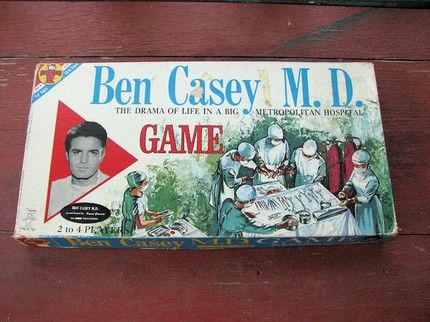 Ben Casey M.D.
THE DRAMA OF LIFE IN A BIG METROPOLITAN HOSPITAL
GAME
BEN CASEY M.D.
2 to 4 PLAYERS
Ben Casey M.D. GAME